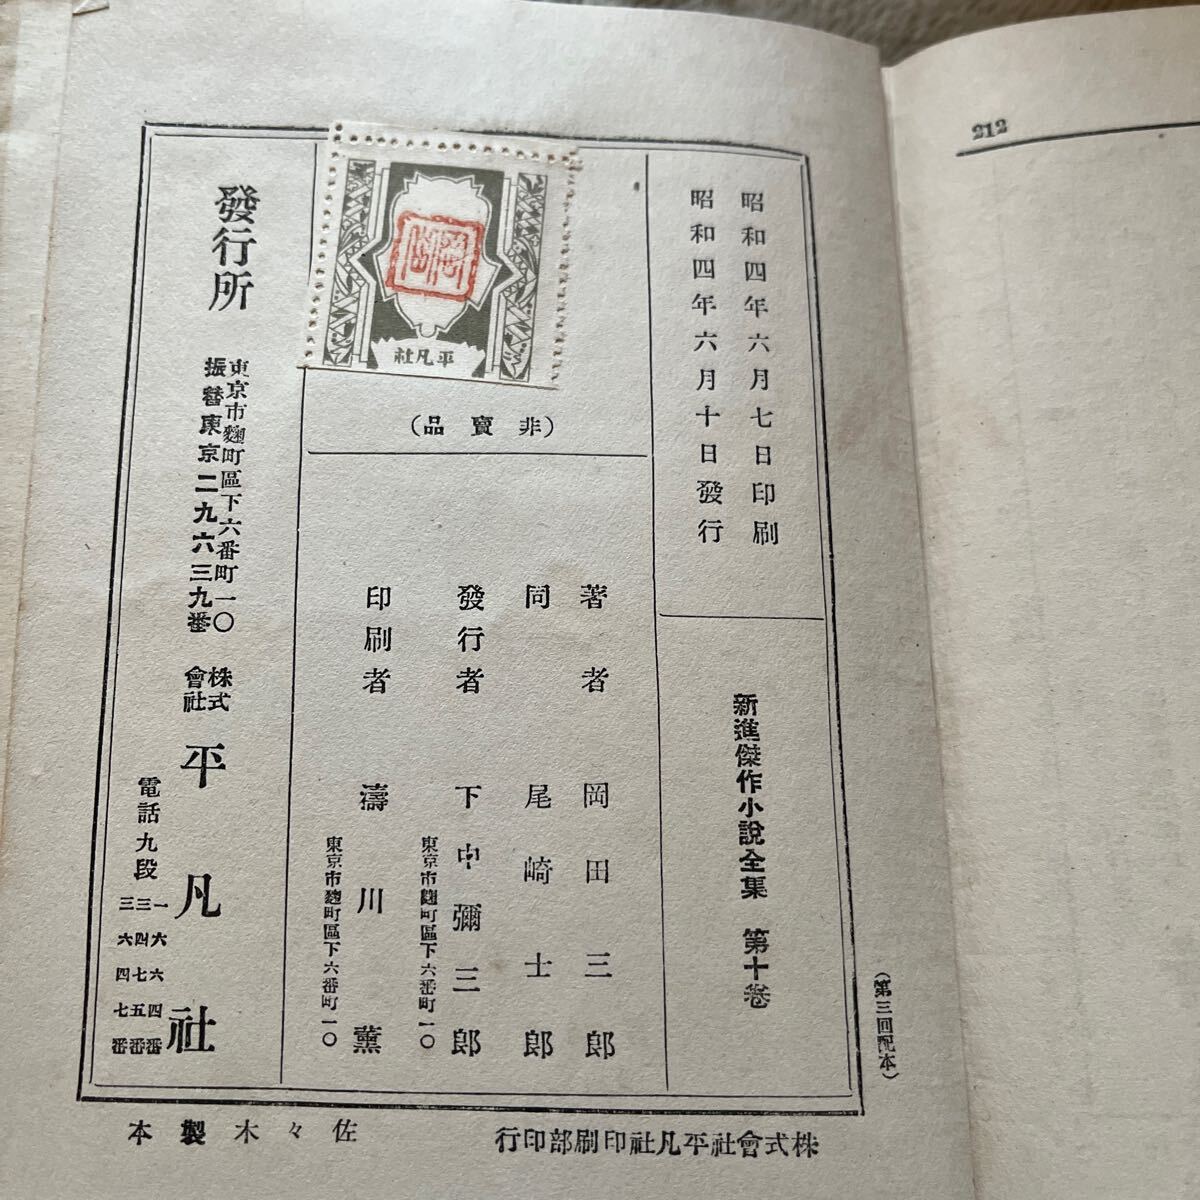 212
昭和四年六月七日印刷
昭和四年六月十日發行
新進傑作小說全集　第十卷
（第三回配本）
平凡社
（非賣品）
著者　岡田三郎
同　尾崎士郎
發行者　下中彌三郎
東京市麴町區下六番町一〇
印刷者　濤川薰
東京市麴町區下六番町一〇
發行所
東京市麴町區下六番町一〇
振替東京二九六三九番
株式會社
平凡社
電話九段
一六六四番
三四七五番
三六四七番
株式會社平凡社印刷部印行
佐々木製本